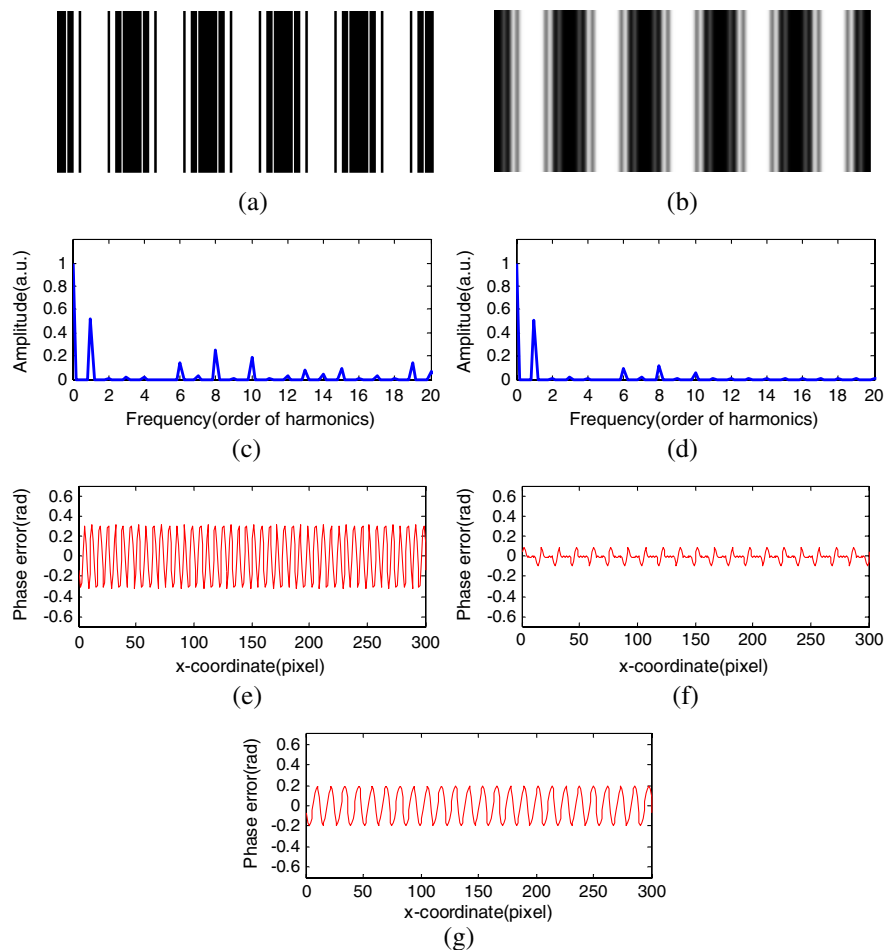 (a)
(b)
Amplitude(a.u.)
1
0.8
0.6
0.4
0.2
0
0 2 4 6 8 10 12 14 16 18 20
Frequency(order of harmonics)
(c)
Amplitude(a.u.)
1
0.8
0.6
0.4
0.2
0
0 2 4 6 8 10 12 14 16 18 20
Frequency(order of harmonics)
(d)
Phase error(rad)
0.6
0.4
0.2
0
-0.2
-0.4
-0.6
0 50 100 150 200 250 300
x-coordinate(pixel)
(e)
Phase error(rad)
0.6
0.4
0.2
0
-0.2
-0.4
-0.6
0 50 100 150 200 250 300
x-coordinate(pixel)
(f)
Phase error(rad)
0.6
0.4
0.2
0
-0.2
-0.4
-0.6
0 50 100 150 200 250 300
x-coordinate(pixel)
(g)